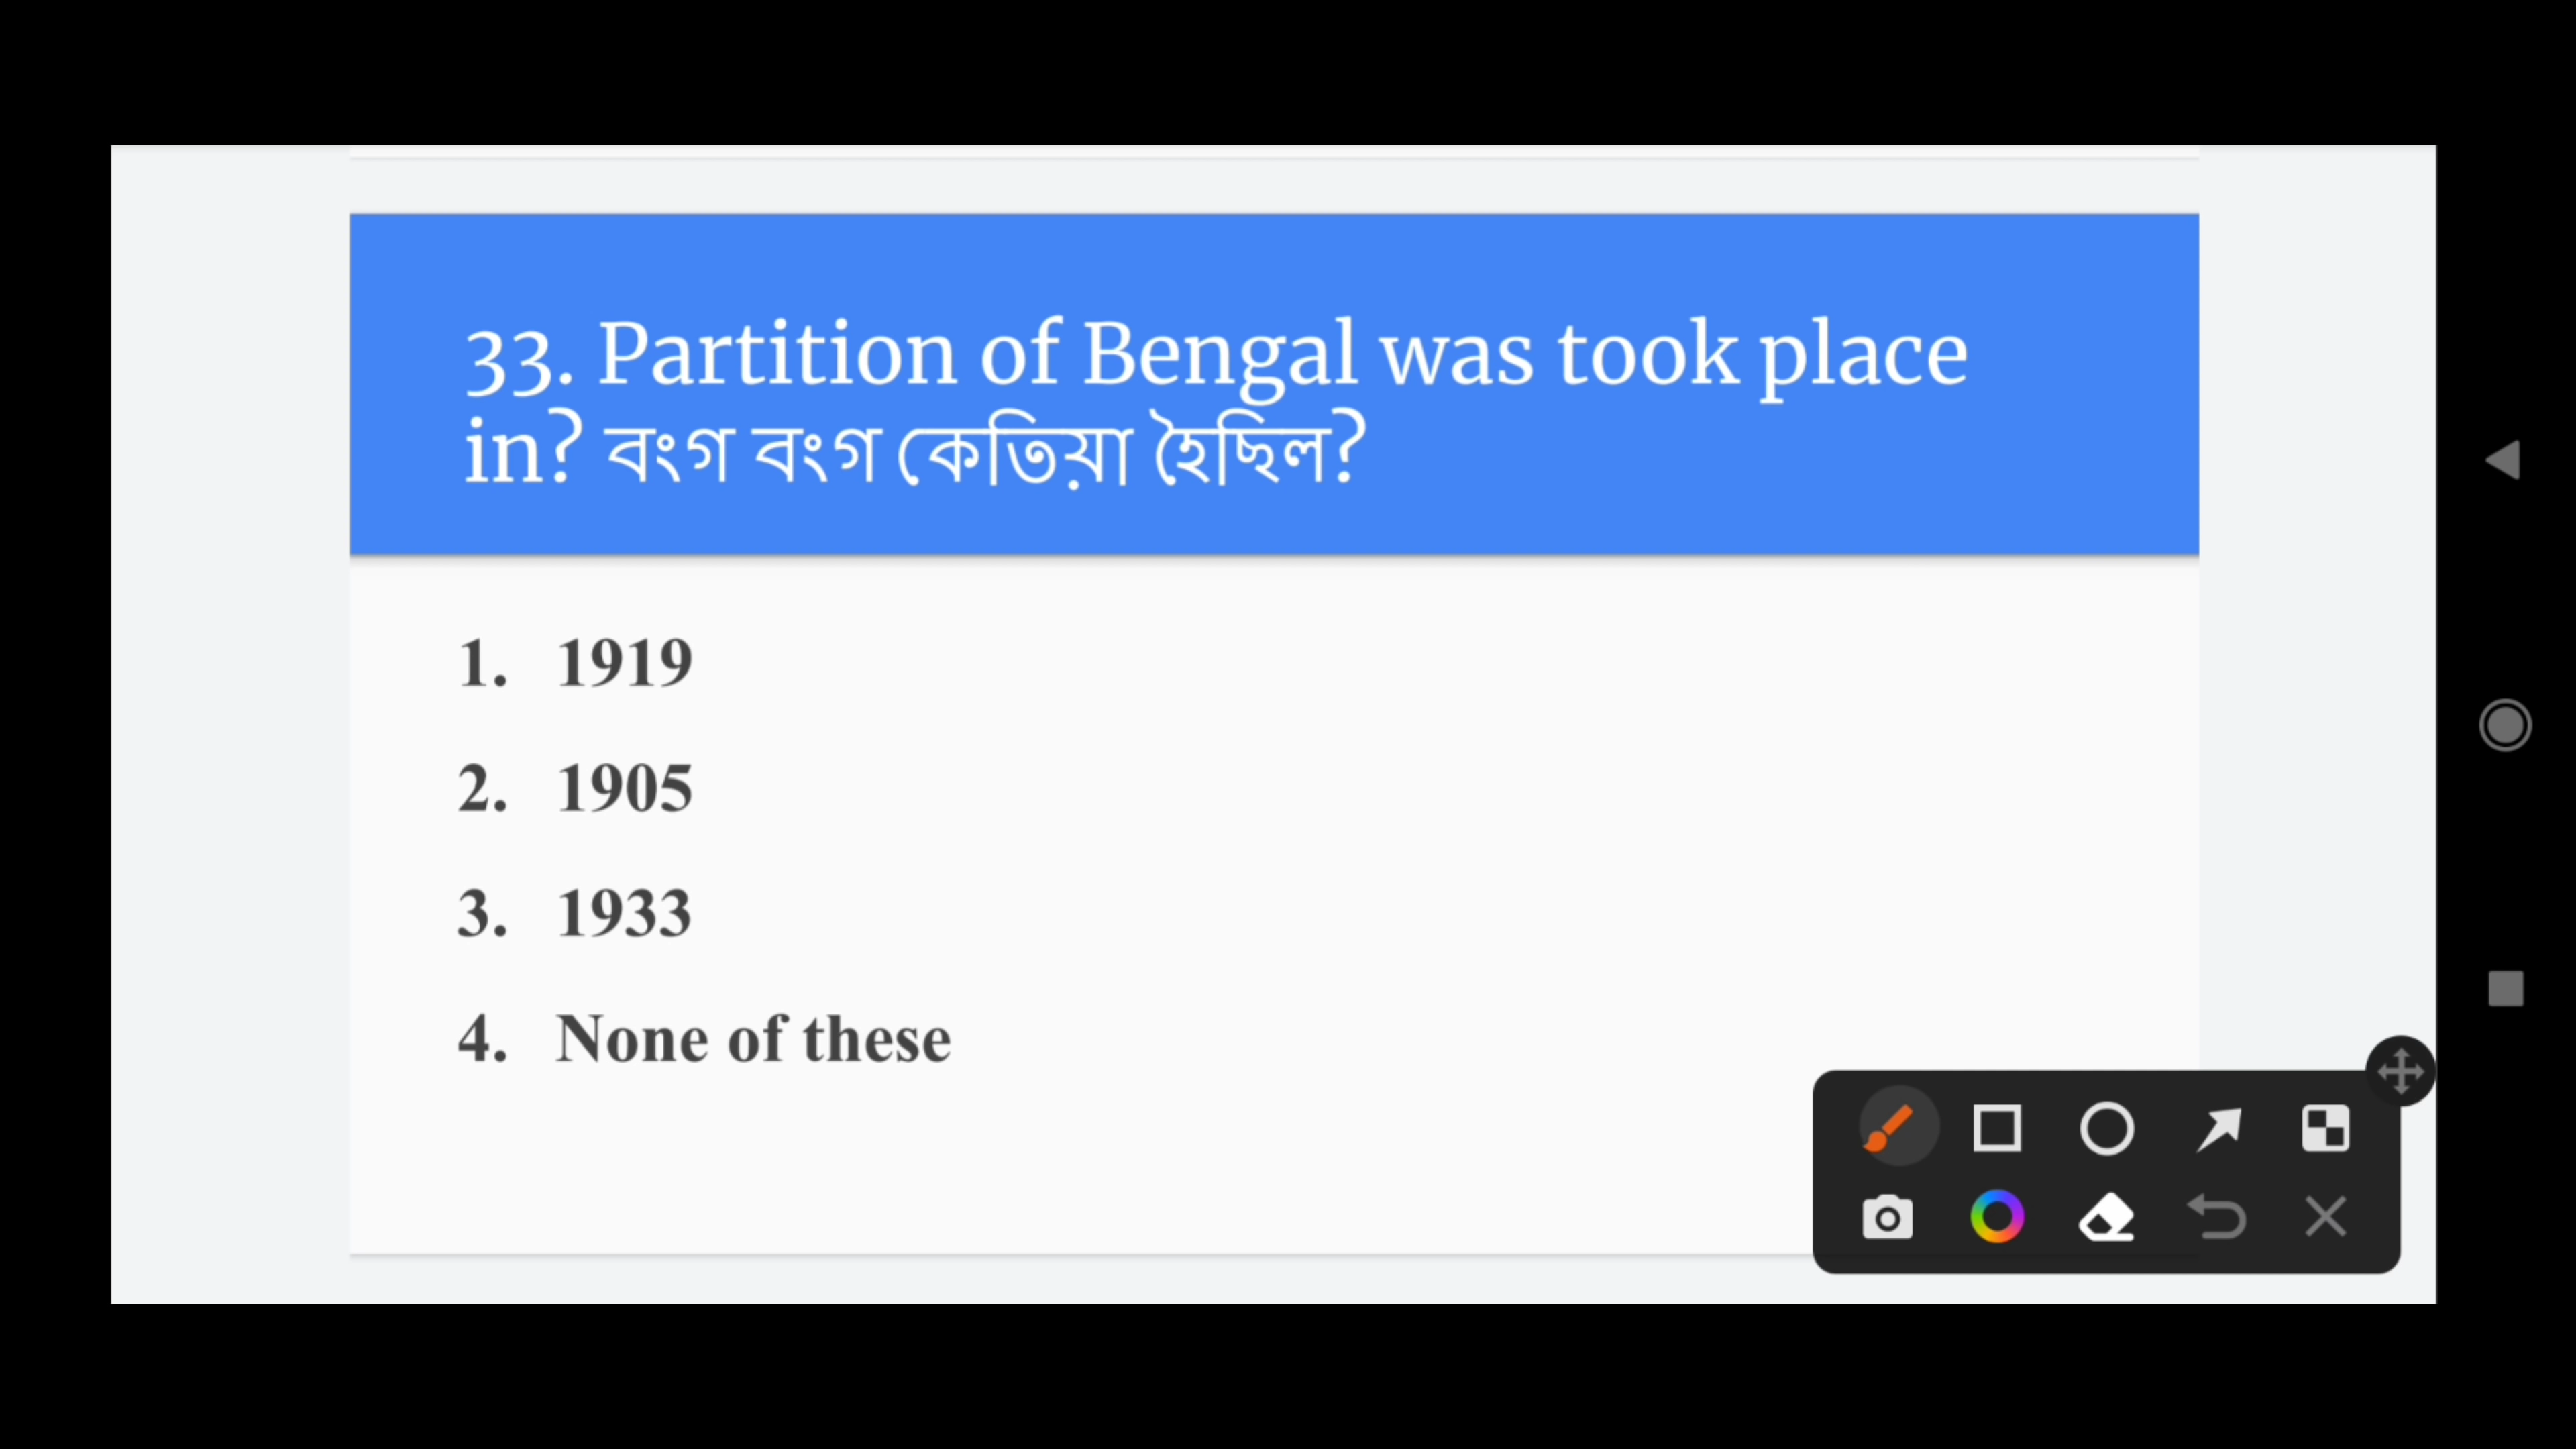 33. Partition of Bengal was took place
in? বংগ বংগ কেতিয়া হৈছিল?
1. 1919
2. 1905
3. 1933
4. None of these